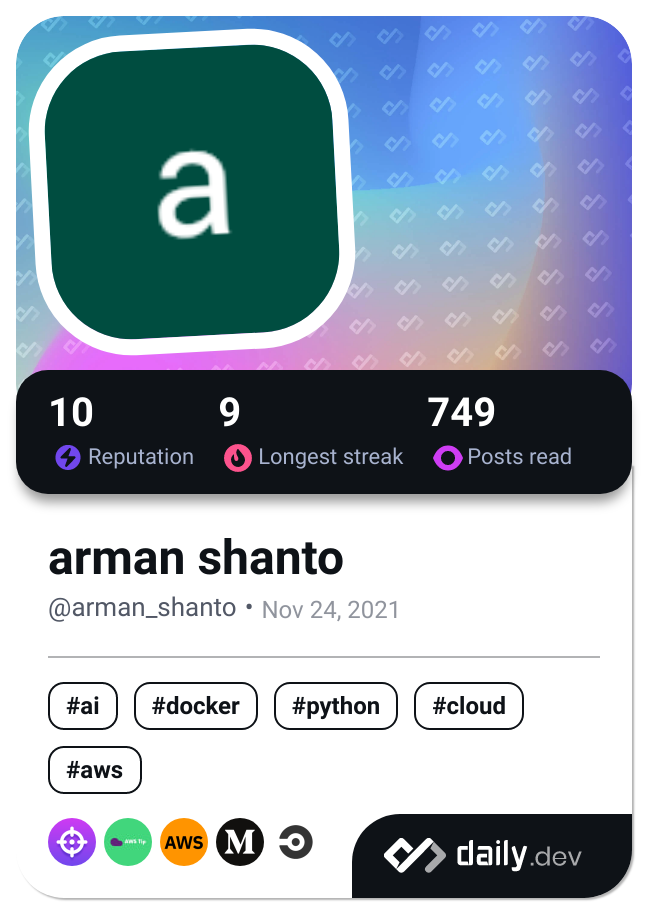 a
10 9 749
Reputation Longest streak Posts read
arman shanto
@arman_shanto • Nov 24, 2021
#ai #docker #python #cloud
#aws
AWS Tip AWS M daily.dev